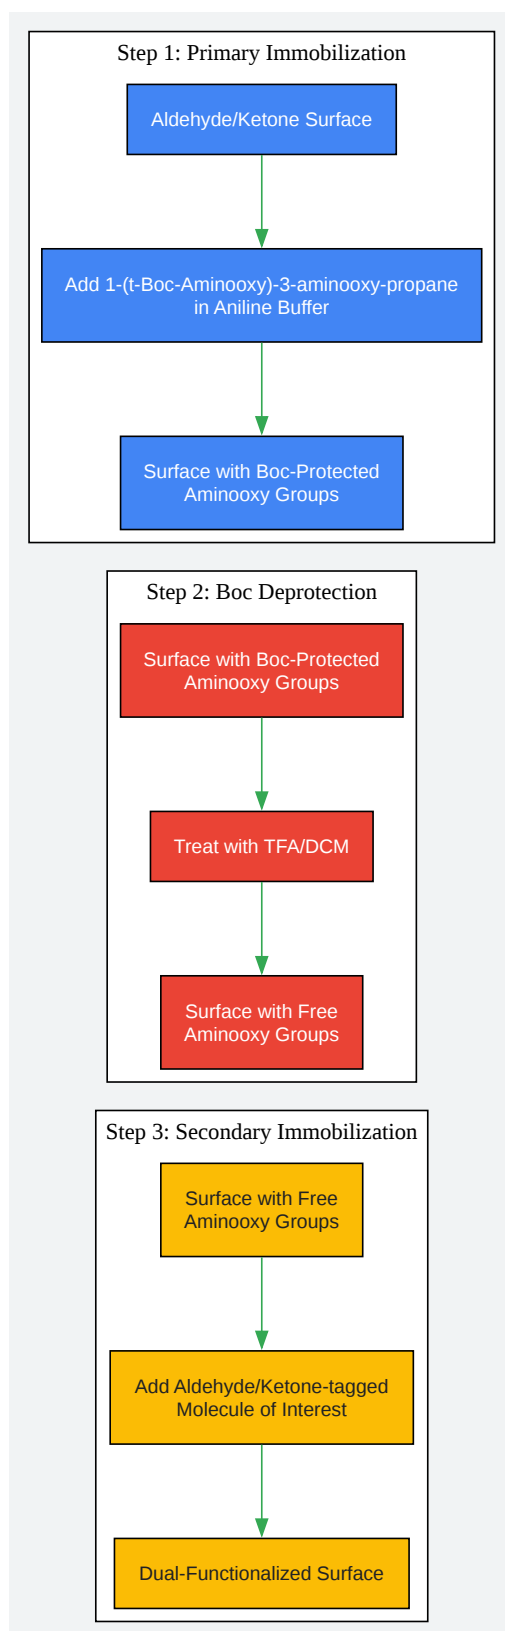 Step 1: Primary Immobilization
Aldehyde/Ketone Surface
Add 1-(t-Boc-Aminooxy)-3-aminooxy-propane
in Aniline Buffer
Surface with Boc-Protected
Aminooxy Groups
Step 2: Boc Deprotection
Surface with Boc-Protected
Aminooxy Groups
Treat with TFA/DCM
Surface with Free
Aminooxy Groups
Step 3: Secondary Immobilization
Surface with Free
Aminooxy Groups
Add Aldehyde/Ketone-tagged
Molecule of Interest
Dual-Functionalized Surface